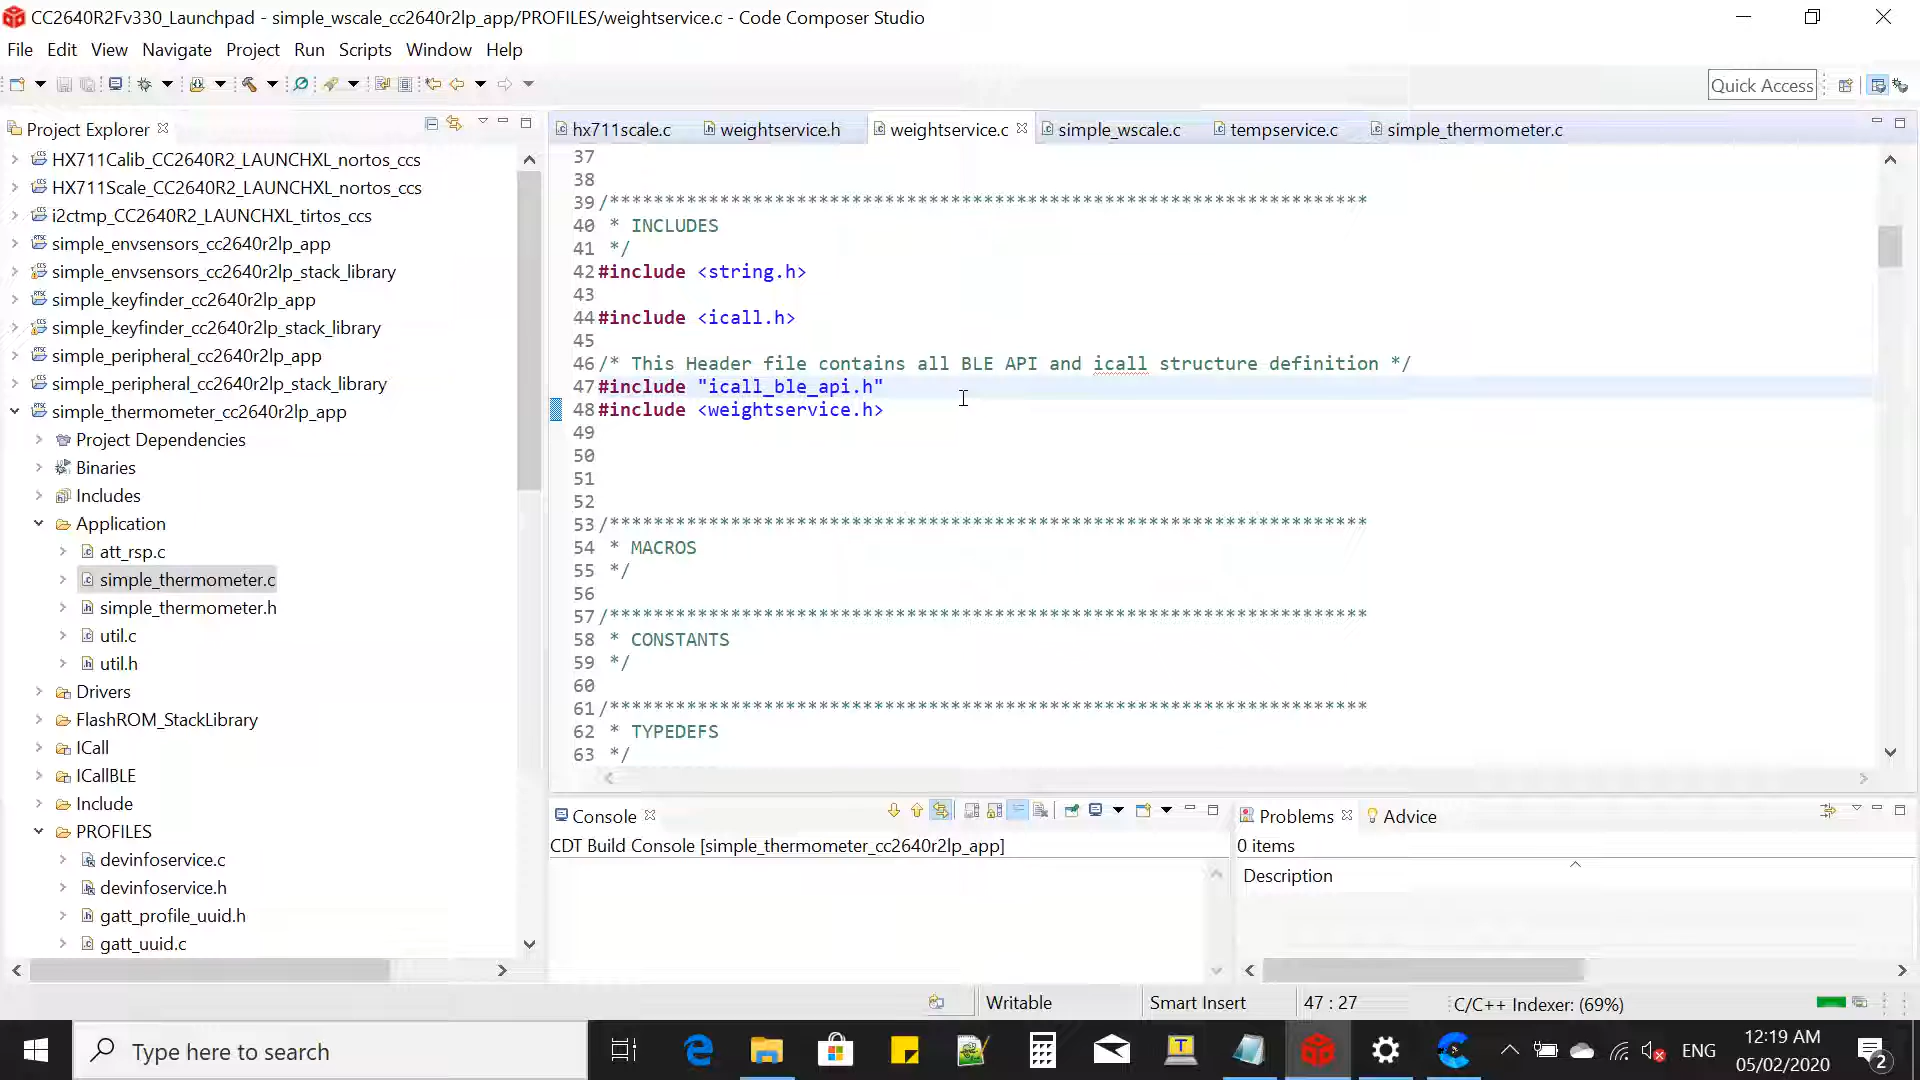 CC2640R2Fv330_Launchpad - simple_wscale_cc2640r2lp_app/PROFILES/weightservice.c - Code Composer Studio
File Edit View Navigate Project Run Scripts Window Help
Quick Access
Project Explorer
HX711Calib_CC2640R2_LAUNCHXL_nortos_ccs
HX711Scale_CC2640R2_LAUNCHXL_nortos_ccs
i2ctmp_CC2640R2_LAUNCHXL_tirtos_ccs
simple_envsensors_cc2640r2lp_app
simple_envsensors_cc2640r2lp_stack_library
simple_keyfinder_cc2640r2lp_app
simple_keyfinder_cc2640r2lp_stack_library
simple_peripheral_cc2640r2lp_app
simple_peripheral_cc2640r2lp_stack_library
simple_thermometer_cc2640r2lp_app
Project Dependencies
Binaries
Includes
Application
att_rsp.c
simple_thermometer.c
simple_thermometer.h
util.c
util.h
Drivers
FlashROM_StackLibrary
ICall
ICallBLE
Include
PROFILES
devinfoservice.c
devinfoservice.h
gatt_profile_uuid.h
gatt_uuid.c
hx711scale.c weightservice.h weightservice.c simple_wscale.c tempservice.c simple_thermometer.c
37
38
39 /*********************************************************************
40 * INCLUDES
41 */
42 #include <string.h>
43
44 #include <icall.h>
45
46 /* This Header file contains all BLE API and icall structure definition */
47 #include "icall_ble_api.h"
48 #include <weightservice.h>
49
50
51
52
53 /*********************************************************************
54 * MACROS
55 */
56
57 /*********************************************************************
58 * CONSTANTS
59 */
60
61 /*********************************************************************
62 * TYPEDEFS
63 */
Console
CDT Build Console [simple_thermometer_cc2640r2lp_app]
Problems Advice
0 items
Description
Writable Smart Insert 47 : 27 C/C++ Indexer: (69%)
Type here to search
T
ENG
12:19 AM
05/02/2020
2